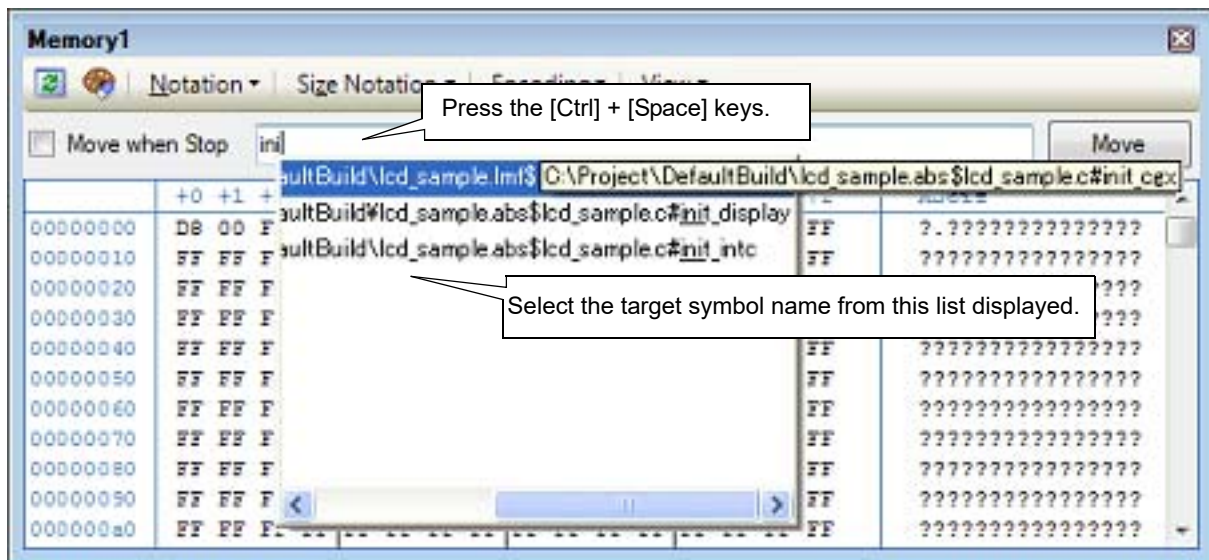 Memory1
Notation Size Notation Encoding View
Press the [Ctrl] + [Space] keys.
Move when Stop ini Move
aultBuild\lcd_sample.lmf$ C:\Project\DefaultBuild\lcd_sample.abs$lcd_sample.c#init_cgx
+0 +1 +
aultBuild¥lcd_sample.abs$lcd_sample.c#init_display
00000000 D8 00 F FF ?.??????????????
aultBuild\lcd_sample.abs$lcd_sample.c#init_intc
00000010 FF FF F FF ????????????????
00000020 FF FF F ???
Select the target symbol name from this list displayed.
00000030 FF FF F ???
00000040 FF FF F FF ????????????????
00000050 FF FF F FF ????????????????
00000060 FF FF F FF ????????????????
00000070 FF FF F FF ????????????????
00000080 FF FF F FF ????????????????
00000090 FF FF F FF ????????????????
000000a0 FF FF F FF ????????????????